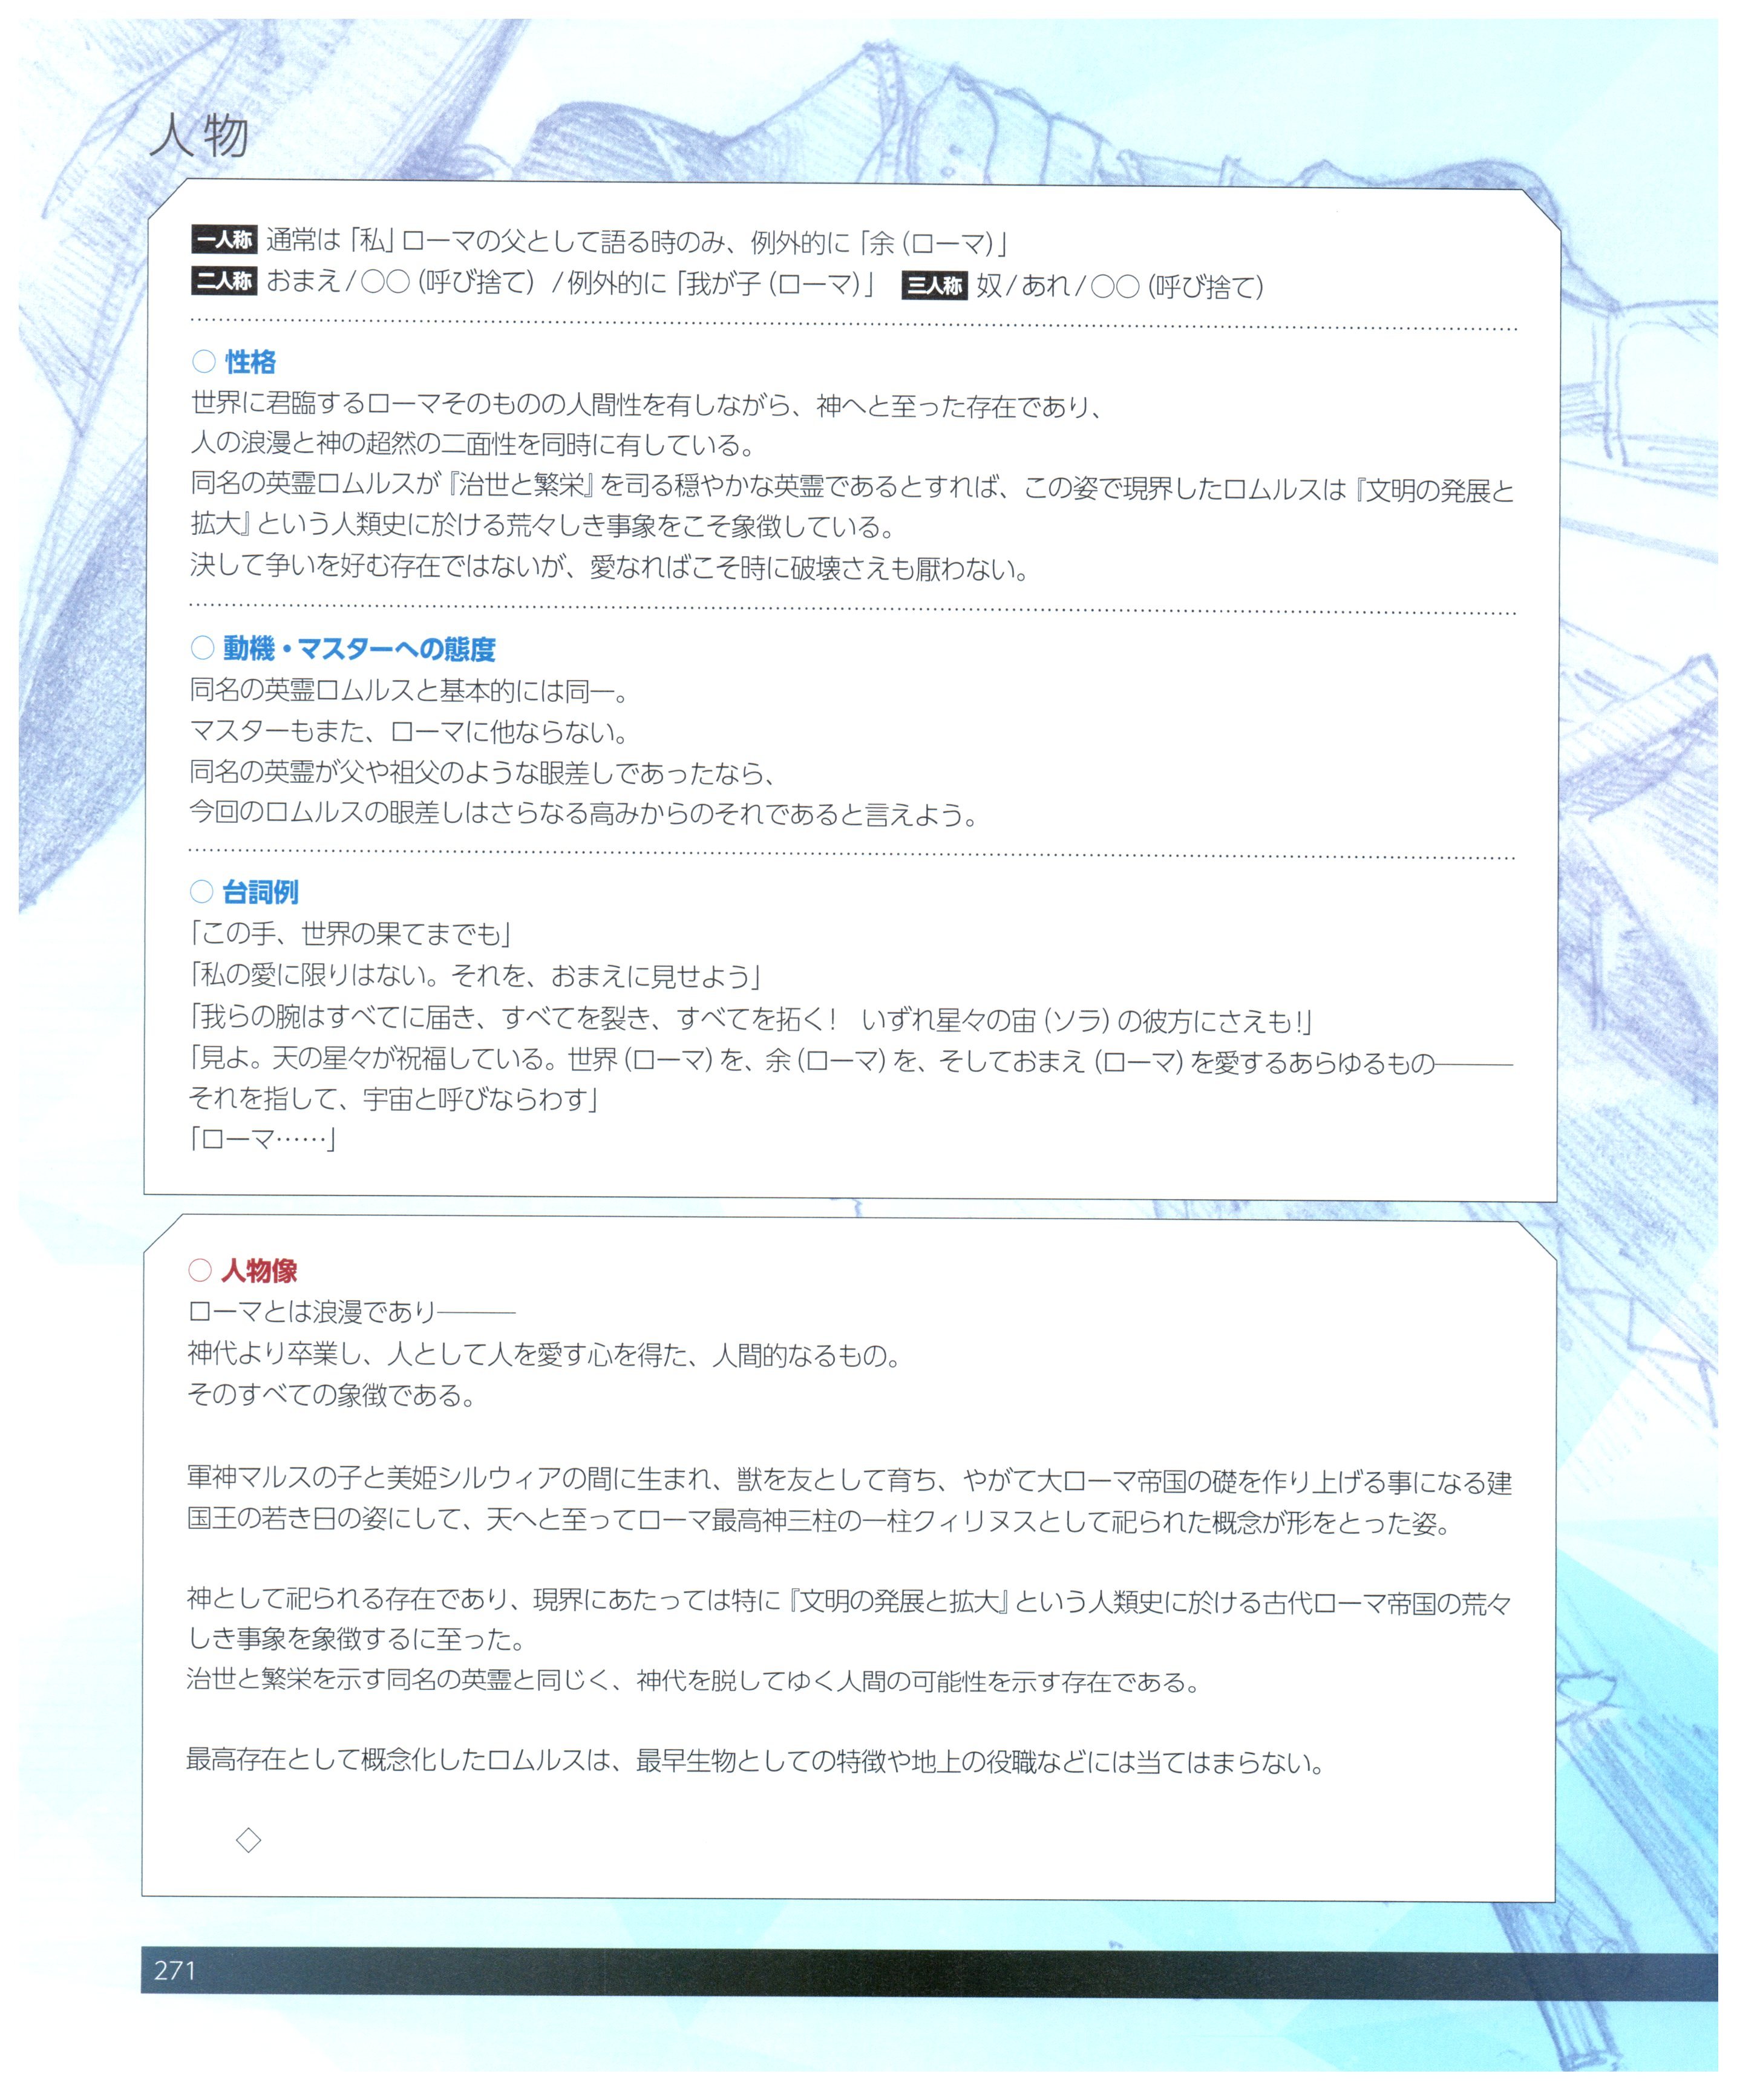 人物
一人称 通常は「私」ローマの父として語る時のみ、例外的に「余(ローマ)」
二人称 おまえ/○○(呼び捨て) /例外的に「我が子(ローマ)」 三人称 奴/あれ/○○(呼び捨て)
○ 性格
世界に君臨するローマそのものの人間性を有しながら、神へと至った存在であり、
人の浪漫と神の超然の二面性を同時に有している。
同名の英霊ロムルスが『治世と繁栄』を司る穏やかな英霊であるとすれば、この姿で現界したロムルスは『文明の発展と
拡大』という人類史に於ける荒々しき事象をこそ象徴している。
決して争いを好む存在ではないが、愛なればこそ時に破壊さえも厭わない。
○ 動機・マスターへの態度
同名の英霊ロムルスと基本的には同一。
マスターもまた、ローマに他ならない。
同名の英霊が父や祖父のような眼差しであったなら、
今回のロムルスの眼差しはさらなる高みからのそれであると言えよう。
○ 台詞例
「この手、世界の果てまでも」
「私の愛に限りはない。それを、おまえに見せよう」
「我らの腕はすべてに届き、すべてを裂き、すべてを拓く! いずれ星々の宙(ソラ)の彼方にさえも!」
「見よ。天の星々が祝福している。世界(ローマ)を、余(ローマ)を、そしておまえ(ローマ)を愛するあらゆるもの―――
それを指して、宇宙と呼びならわす」
「ローマ……」
○ 人物像
ローマとは浪漫であり―――
神代より卒業し、人として人を愛す心を得た、人間的なるもの。
そのすべての象徴である。
軍神マルスの子と美姫シルウィアの間に生まれ、獣を友として育ち、やがて大ローマ帝国の礎を作り上げる事になる建
国王の若き日の姿にして、天へと至ってローマ最高神三柱の一柱クィリヌスとして祀られた概念が形をとった姿。
神として祀られる存在であり、現界にあたっては特に『文明の発展と拡大』という人類史に於ける古代ローマ帝国の荒々
しき事象を象徴するに至った。
治世と繁栄を示す同名の英霊と同じく、神代を脱してゆく人間の可能性を示す存在である。
最高存在として概念化したロムルスは、最早生物としての特徴や地上の役職などには当てはまらない。
◇
271